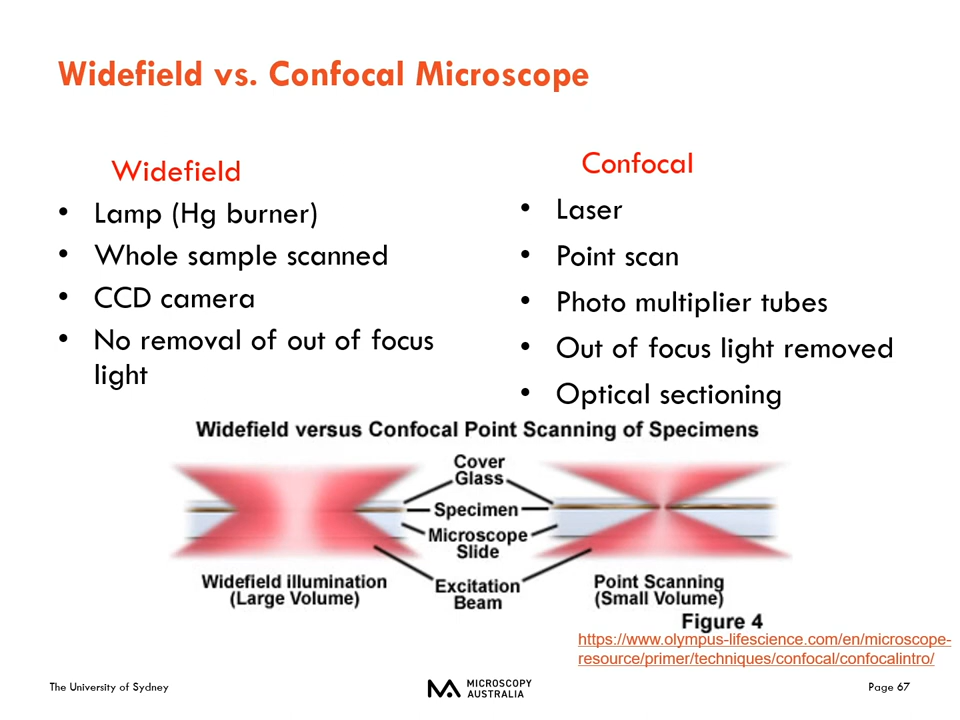 Widefield vs. Confocal Microscope
Widefield
• Lamp (Hg burner)
• Whole sample scanned
• CCD camera
• No removal of out of focus
light
Confocal
• Laser
• Point scan
• Photo multiplier tubes
• Out of focus light removed
• Optical sectioning
Widefield versus Confocal Point Scanning of Specimens
Cover
Glass
Specimen
Microscope
Slide
Excitation
Beam
Widefield illumination
(Large Volume)
Point Scanning
(Small Volume)
Figure 4
https://www.olympus-lifescience.com/en/microscope-
resource/primer/techniques/confocal/confocalintro/
The University of Sydney
MICROSCOPY
AUSTRALIA
Page 67